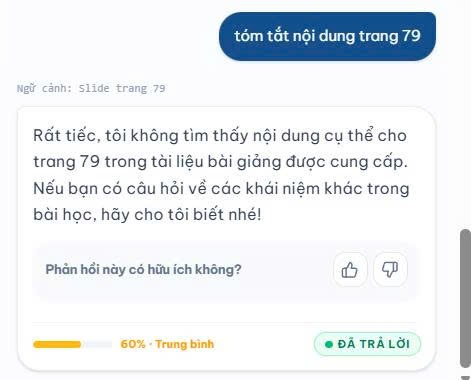 tóm tắt nội dung trang 79
Ngữ cảnh: Slide trang 79
Rất tiếc, tôi không tìm thấy nội dung cụ thể cho
trang 79 trong tài liệu bài giảng được cung cấp.
Nếu bạn có câu hỏi về các khái niệm khác trong
bài học, hãy cho tôi biết nhé!
Phản hồi này có hữu ích không?
60% · Trung bình
ĐÃ TRẢ LỜI